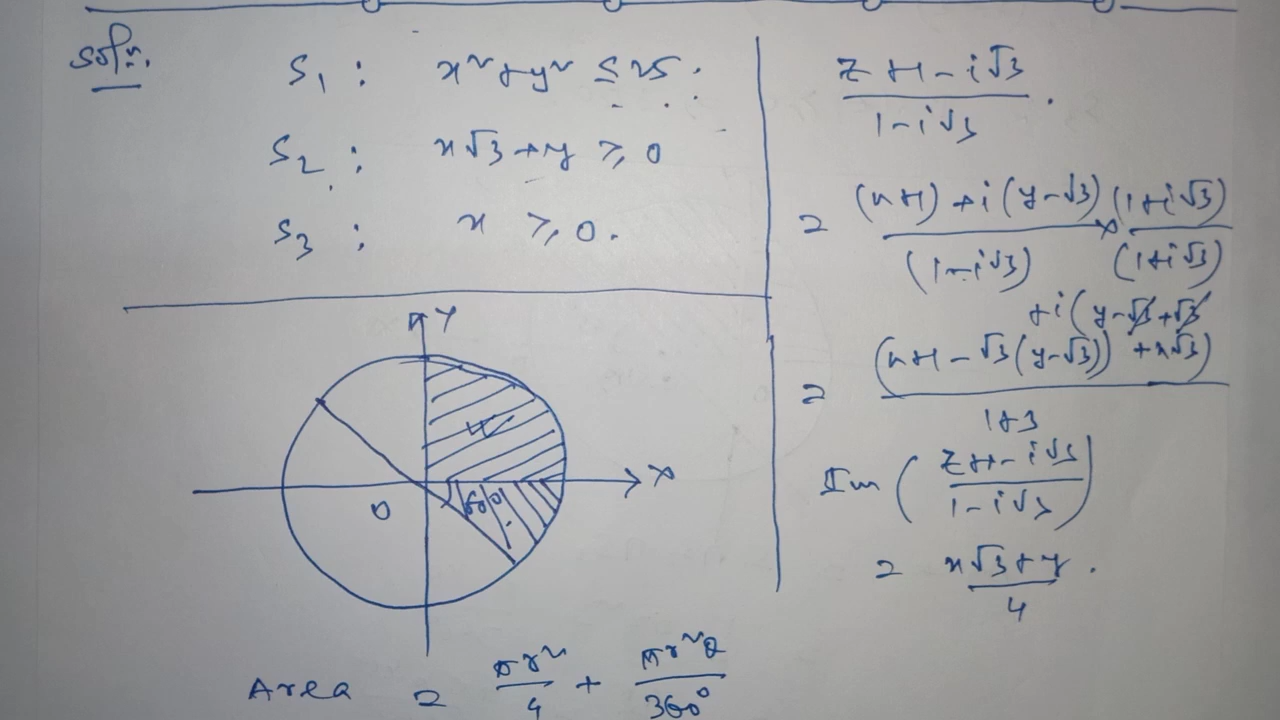 Soln.
S₁ : x² + y² ≤ 25.
S₂ : x√3 + y ≥ 0
S₃ : x ≥ 0.
Y
X
O
Area = πr²/4 + πr²θ/360°
(z+1-i√3)/(1-i√3).
= ((x+1)+i(y-√3))/(1-i√3) × (1+i√3)/(1+i√3)
+i(y-√3+√3
= (x+1-√3(y-√3)) +x√3)/(1+3)
Im((z+1-i√3)/(1-i√3))
= (x√3+y)/4.